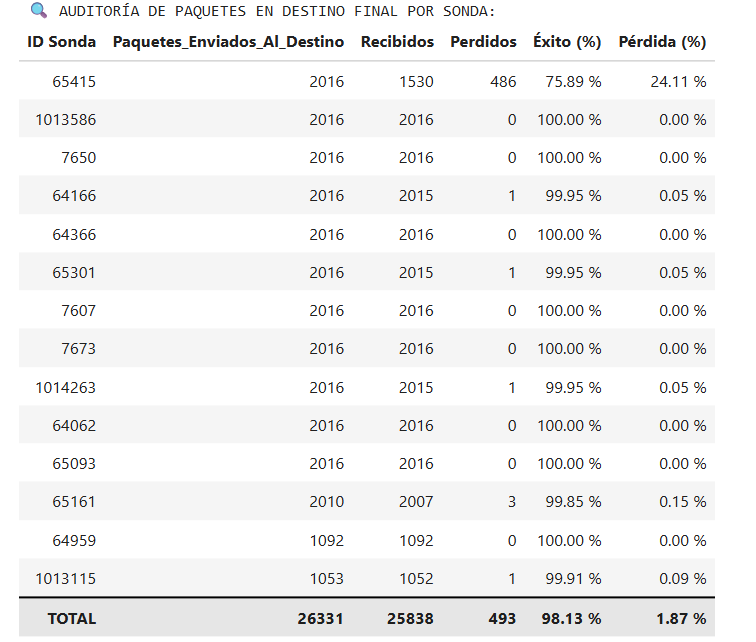 🔍 AUDITORÍA DE PAQUETES EN DESTINO FINAL POR SONDA:
ID Sonda Paquetes_Enviados_Al_Destino Recibidos Perdidos Éxito (%) Pérdida (%)
65415 2016 1530 486 75.89 % 24.11 %
1013586 2016 2016 0 100.00 % 0.00 %
7650 2016 2016 0 100.00 % 0.00 %
64166 2016 2015 1 99.95 % 0.05 %
64366 2016 2016 0 100.00 % 0.00 %
65301 2016 2015 1 99.95 % 0.05 %
7607 2016 2016 0 100.00 % 0.00 %
7673 2016 2016 0 100.00 % 0.00 %
1014263 2016 2015 1 99.95 % 0.05 %
64062 2016 2016 0 100.00 % 0.00 %
65093 2016 2016 0 100.00 % 0.00 %
65161 2010 2007 3 99.85 % 0.15 %
64959 1092 1092 0 100.00 % 0.00 %
1013115 1053 1052 1 99.91 % 0.09 %
TOTAL 26331 25838 493 98.13 % 1.87 %